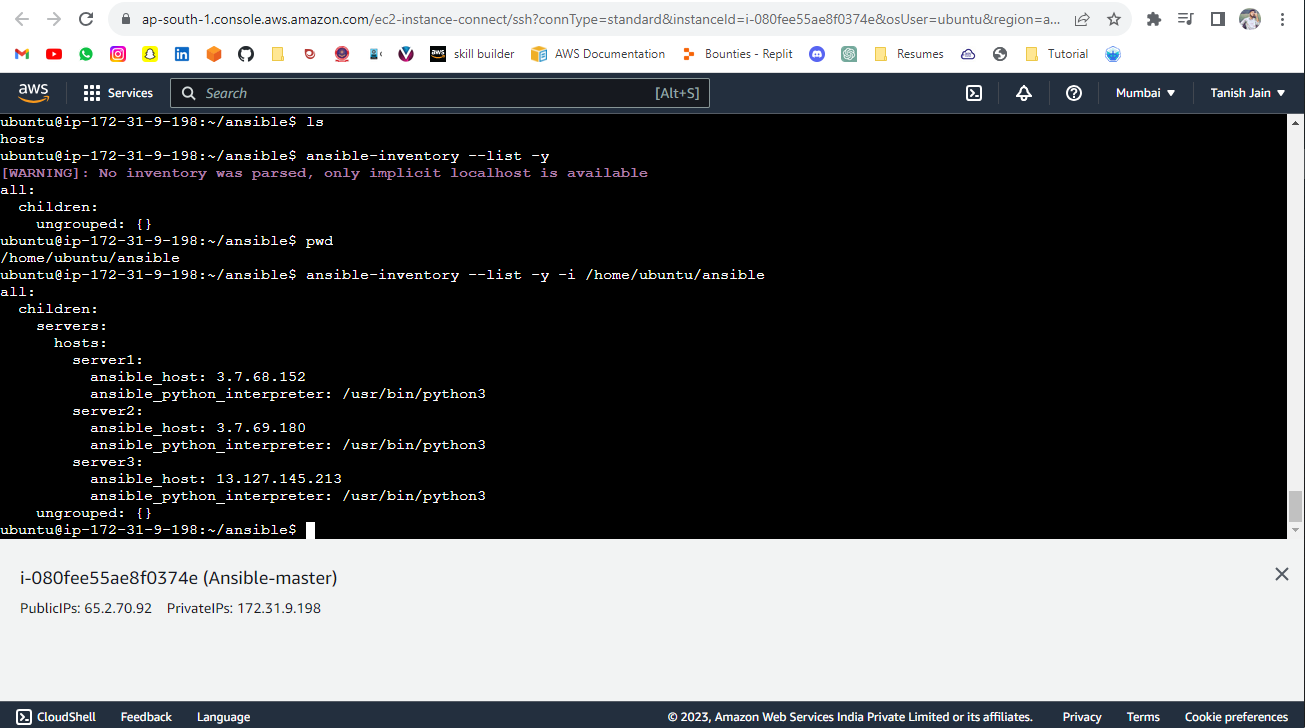 ap-south-1.console.aws.amazon.com/ec2-instance-connect/ssh?connType=standard&instanceId=i-080fee55ae8f0374e&osUser=ubuntu&region=a...
skill builder AWS Documentation Bounties - Replit Resumes Tutorial
aws Services Search [Alt+S] Mumbai Tanish Jain
ubuntu@ip-172-31-9-198:~/ansible$ ls
hosts
ubuntu@ip-172-31-9-198:~/ansible$ ansible-inventory --list -y
[WARNING]: No inventory was parsed, only implicit localhost is available
all:
  children:
    ungrouped: {}
ubuntu@ip-172-31-9-198:~/ansible$ pwd
/home/ubuntu/ansible
ubuntu@ip-172-31-9-198:~/ansible$ ansible-inventory --list -y -i /home/ubuntu/ansible
all:
  children:
    servers:
      hosts:
        server1:
          ansible_host: 3.7.68.152
          ansible_python_interpreter: /usr/bin/python3
        server2:
          ansible_host: 3.7.69.180
          ansible_python_interpreter: /usr/bin/python3
        server3:
          ansible_host: 13.127.145.213
          ansible_python_interpreter: /usr/bin/python3
    ungrouped: {}
ubuntu@ip-172-31-9-198:~/ansible$
i-080fee55ae8f0374e (Ansible-master)
PublicIPs: 65.2.70.92 PrivateIPs: 172.31.9.198
CloudShell Feedback Language © 2023, Amazon Web Services India Private Limited or its affiliates. Privacy Terms Cookie preferences